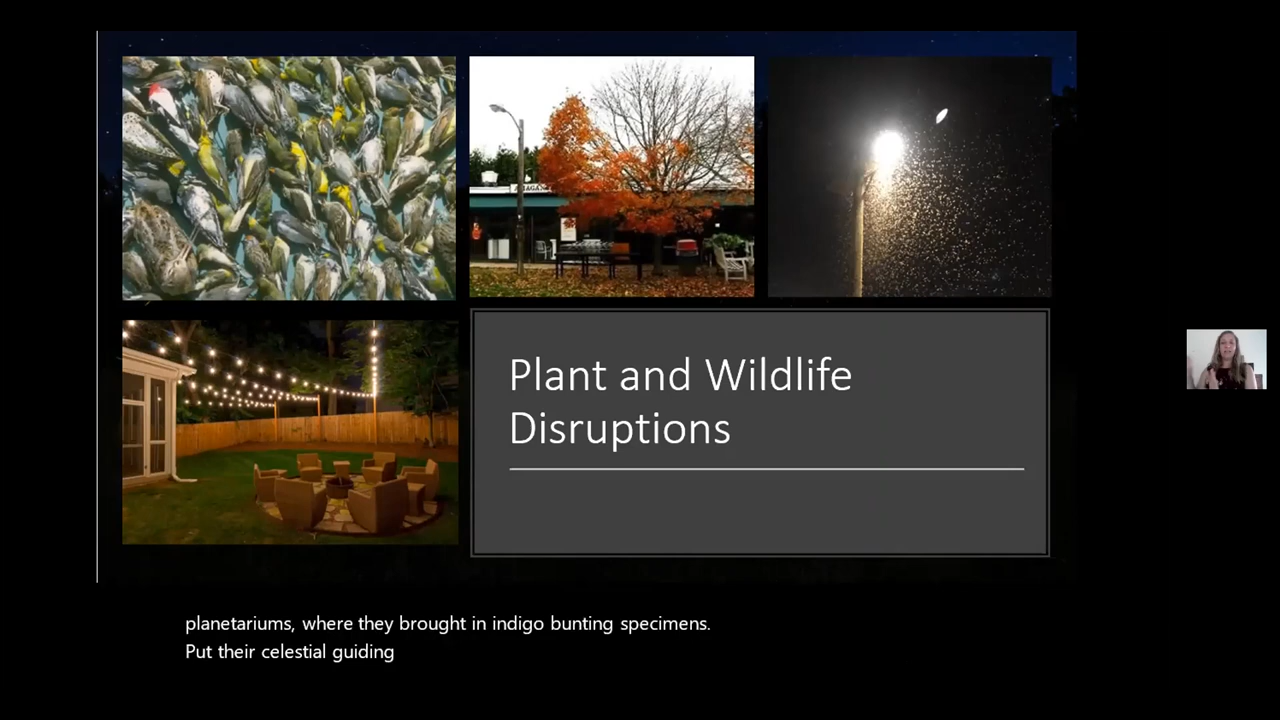 Plant and Wildlife
Disruptions
planetariums, where they brought in indigo bunting specimens.
Put their celestial guiding